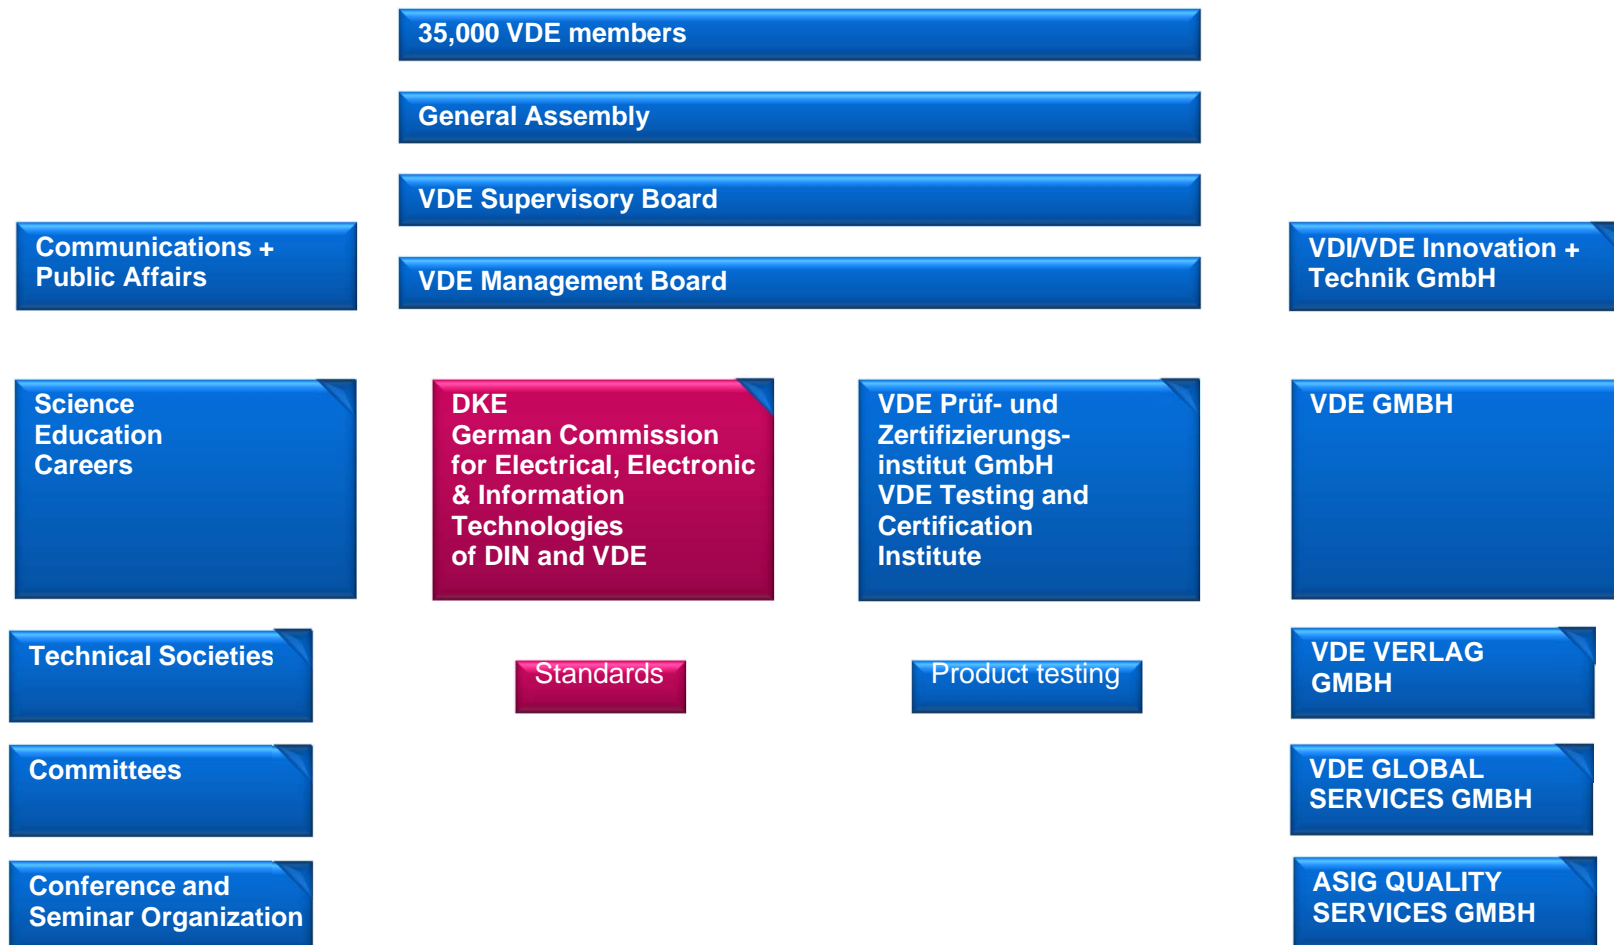 35,000 VDE members
General Assembly
VDE Supervisory Board
Communications +
Public Affairs
VDE Management Board
VDI/VDE Innovation +
Technik GmbH
Science
Education
Careers
DKE
German Commission
for Electrical, Electronic
& Information
Technologies
of DIN and VDE
VDE Prüf- und
Zertifizierungs-
institut GmbH
VDE Testing and
Certification
Institute
VDE GMBH
Technical Societies
Standards
Product testing
VDE VERLAG
GMBH
Committees
VDE GLOBAL
SERVICES GMBH
Conference and
Seminar Organization
ASIG QUALITY
SERVICES GMBH